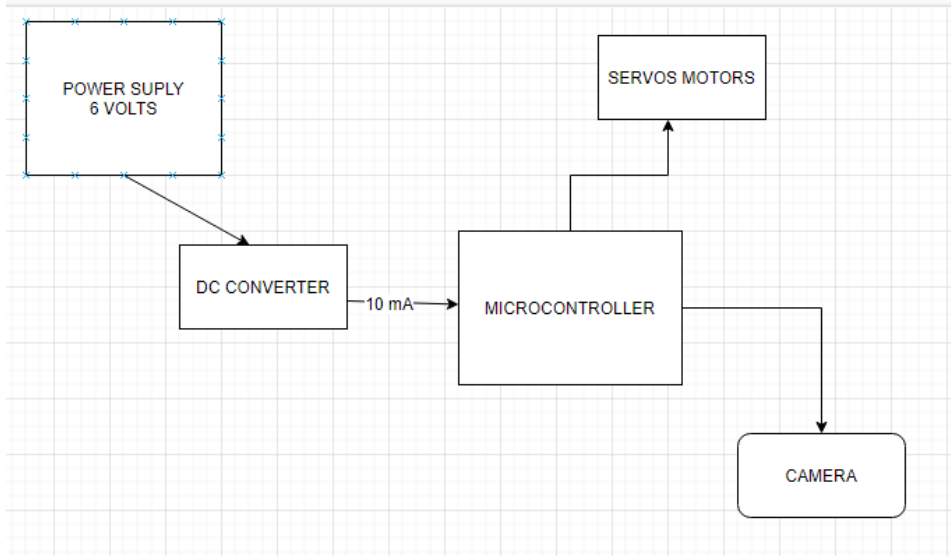 POWER SUPLY
6 VOLTS
SERVOS MOTORS
DC CONVERTER
10 mA
MICROCONTROLLER
CAMERA